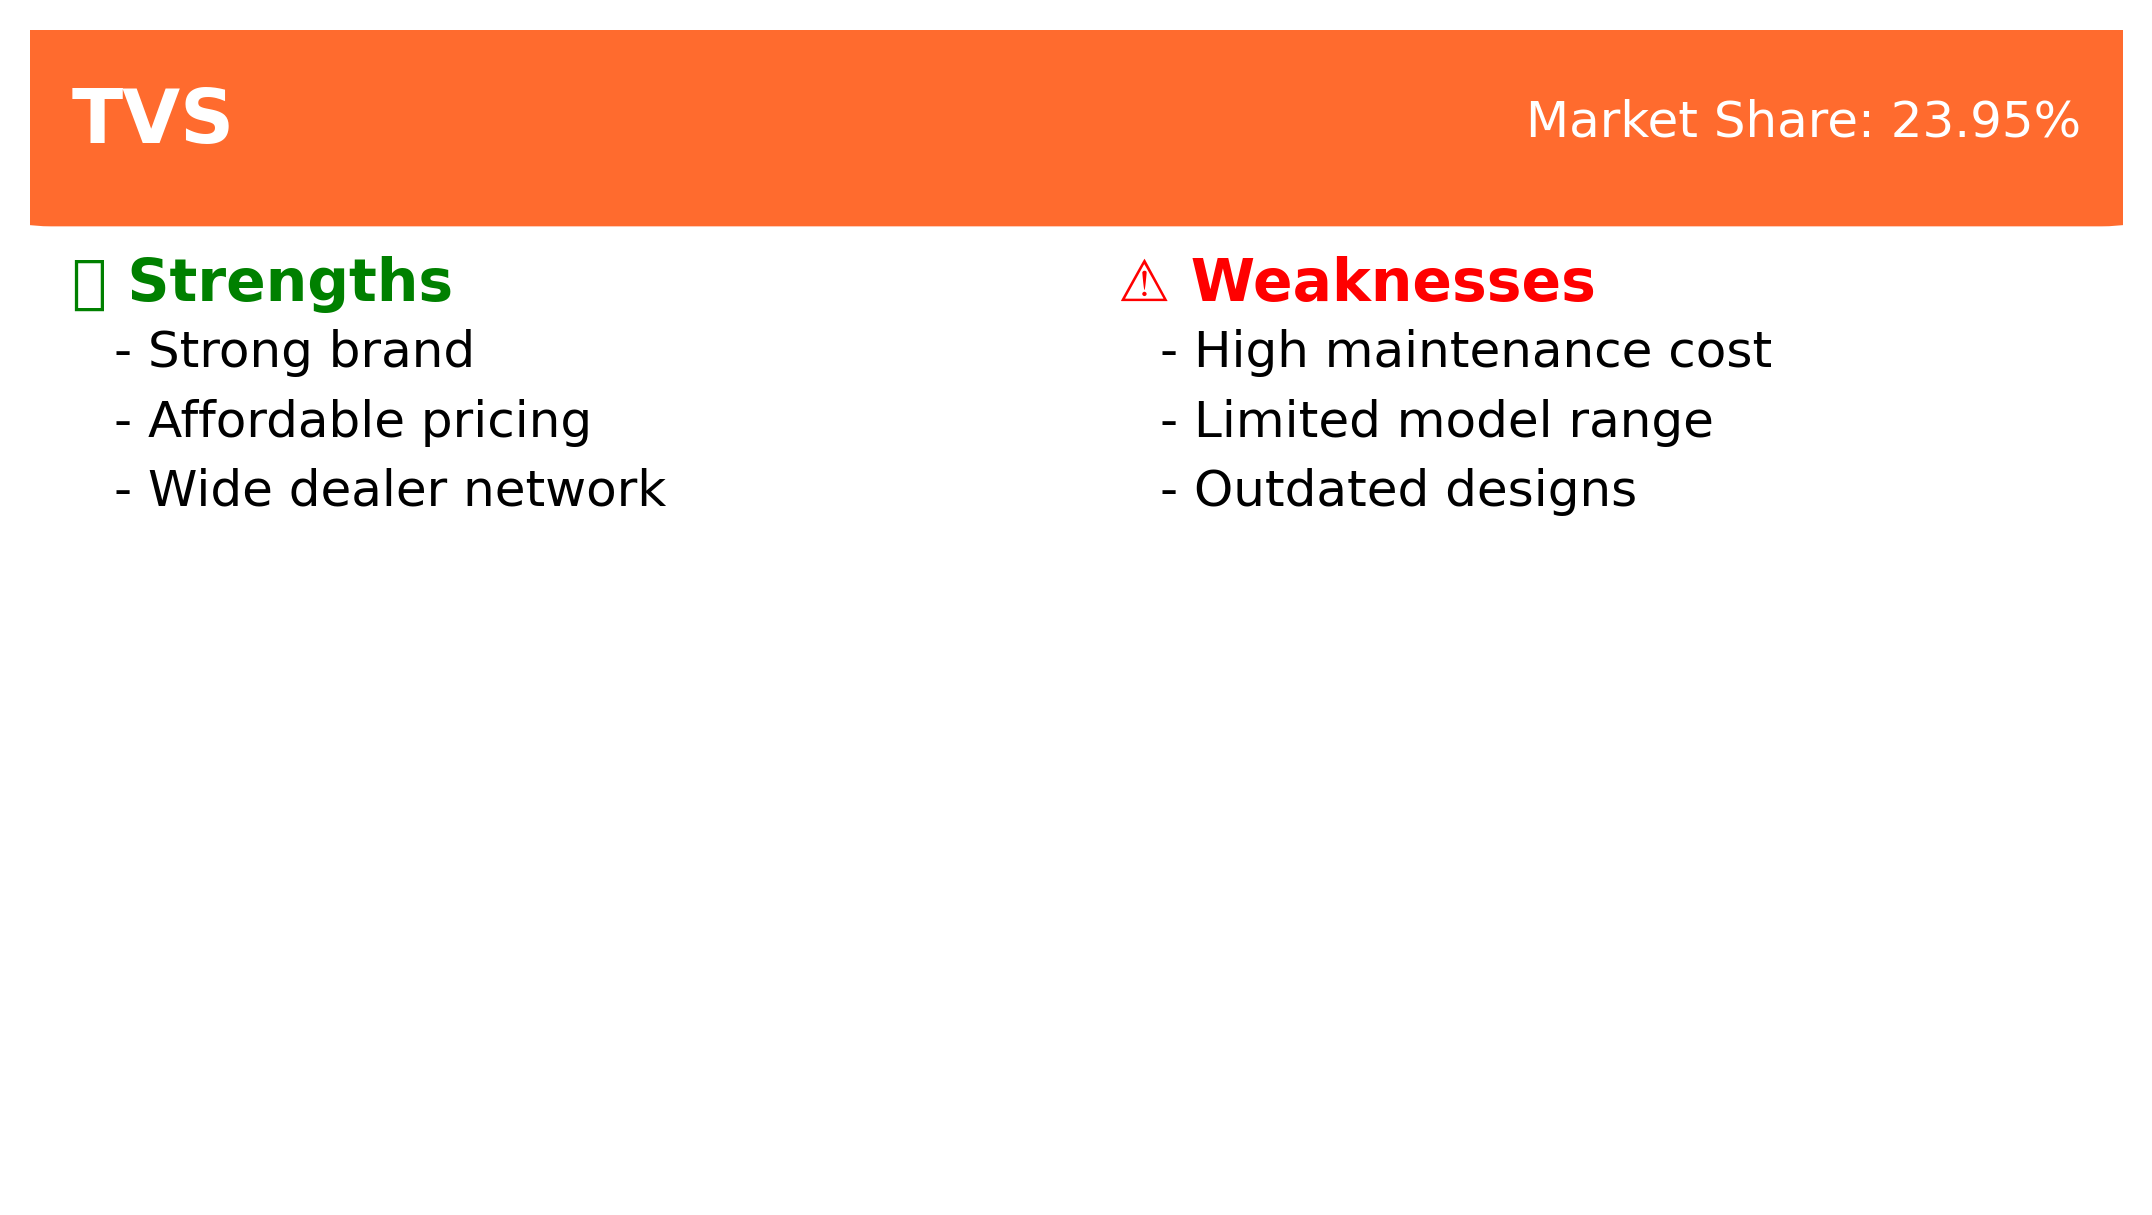 TVS
Market Share: 23.95%
Strengths
- Strong brand
- Affordable pricing
- Wide dealer network
⚠ Weaknesses
- High maintenance cost
- Limited model range
- Outdated designs